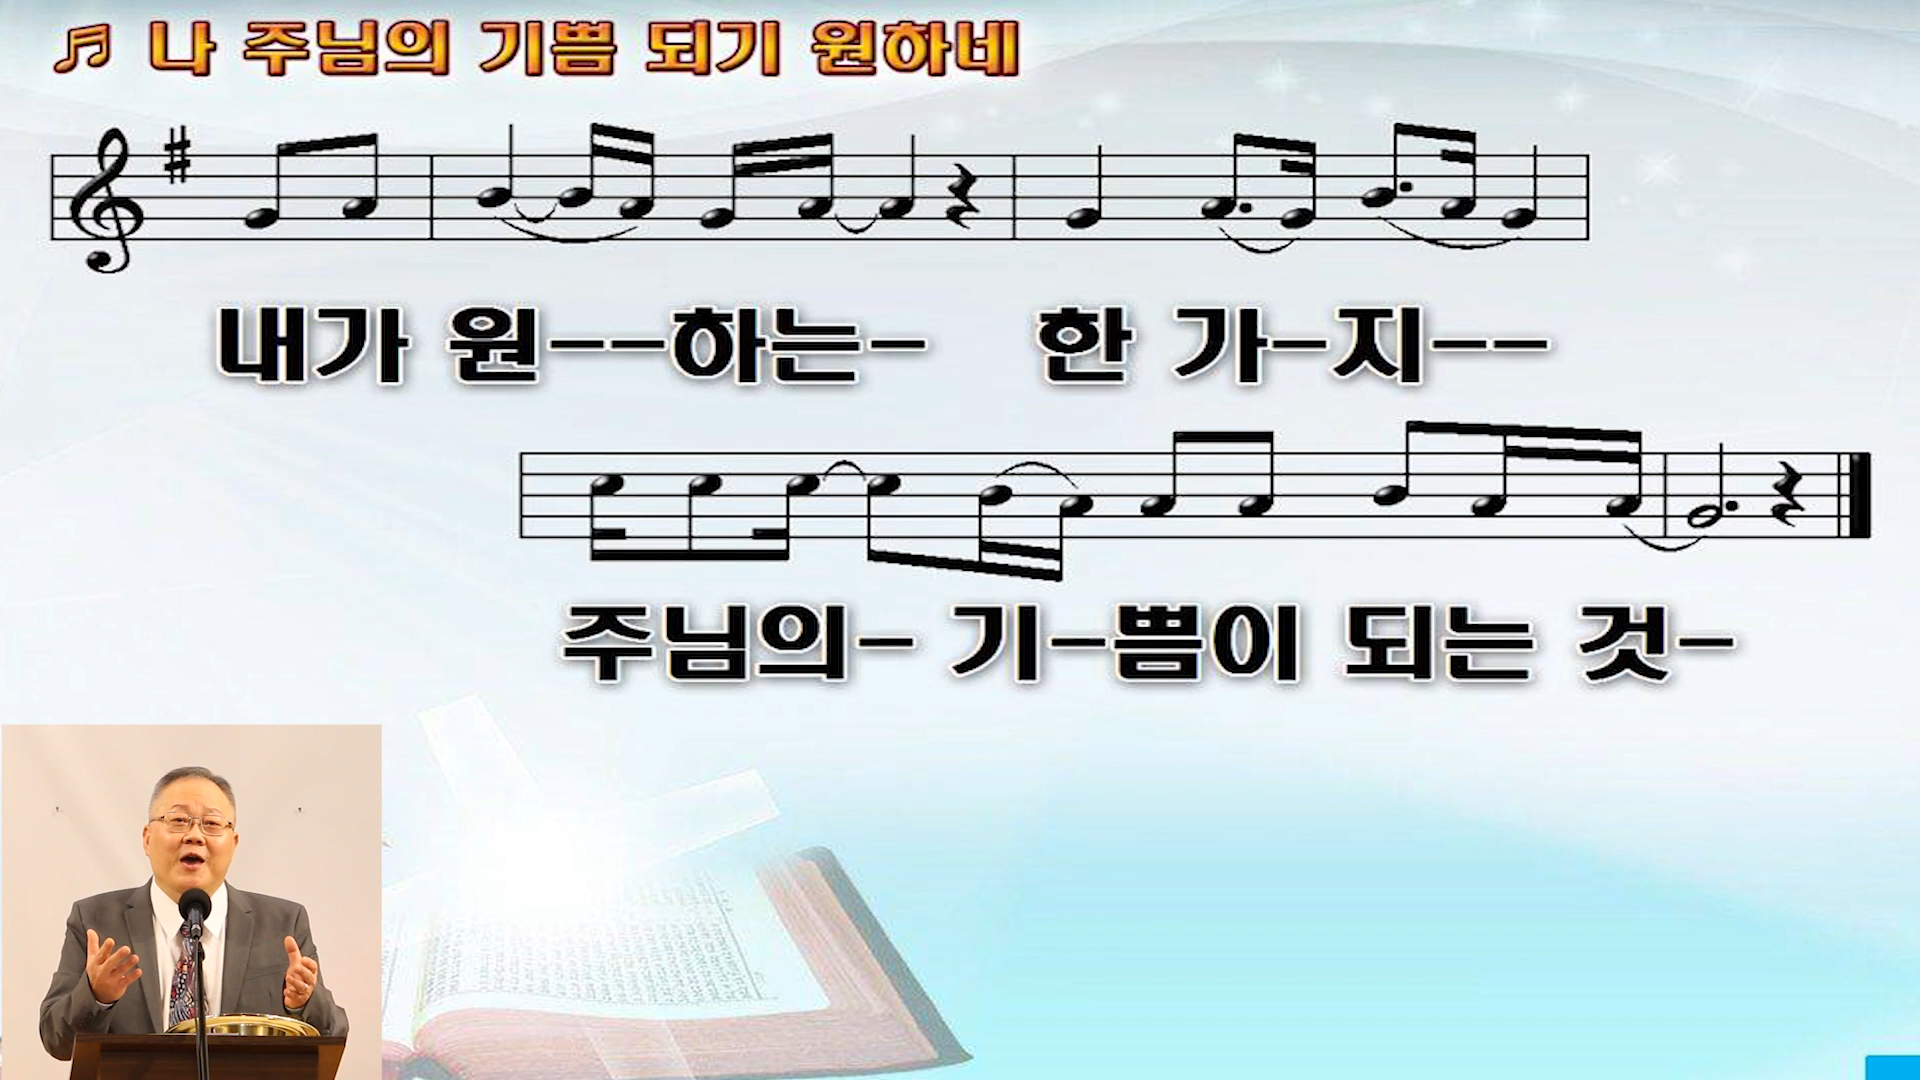 나 주님의 기쁨 되기 원하네
내가 원--하는- 한 가-지--
주님의- 기-쁨이 되는 것-